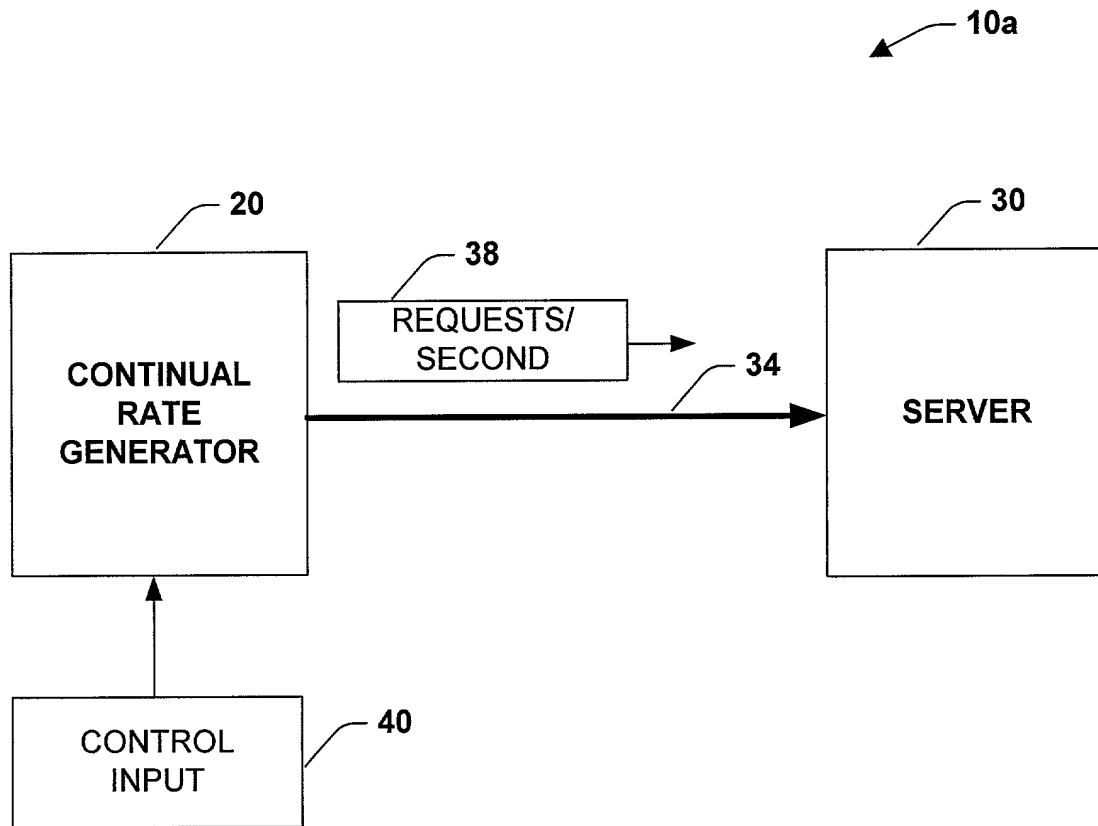 10a
20
30
38
REQUESTS/
SECOND
34
CONTINUAL
RATE
GENERATOR
SERVER
40
CONTROL
INPUT